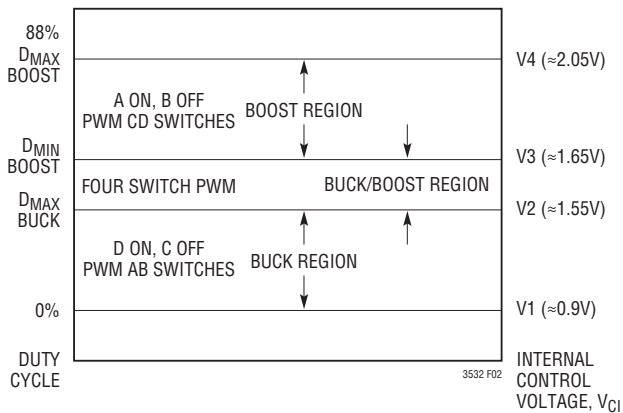 88%
DMAX
BOOST
V4 (≈2.05V)
A ON, B OFF
PWM CD SWITCHES
BOOST REGION
DMIN
BOOST
V3 (≈1.65V)
FOUR SWITCH PWM
BUCK/BOOST REGION
DMAX
BUCK
V2 (≈1.55V)
D ON, C OFF
PWM AB SWITCHES
BUCK REGION
0%
V1 (≈0.9V)
DUTY
CYCLE
3532 F02
INTERNAL
CONTROL
VOLTAGE, VCI